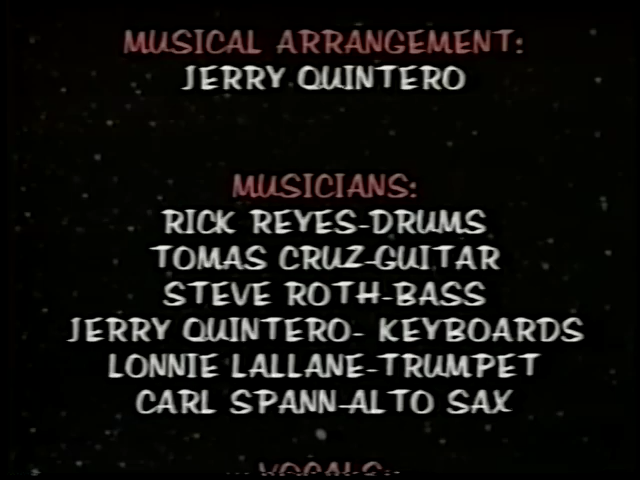 MUSICAL ARRANGEMENT:
JERRY QUINTERO
MUSICIANS:
RICK REYES-DRUMS
TOMAS CRUZ-GUITAR
STEVE ROTH-BASS
JERRY QUINTERO- KEYBOARDS
LONNIE LALLANE-TRUMPET
CARL SPANN-ALTO SAX
VOCALS: